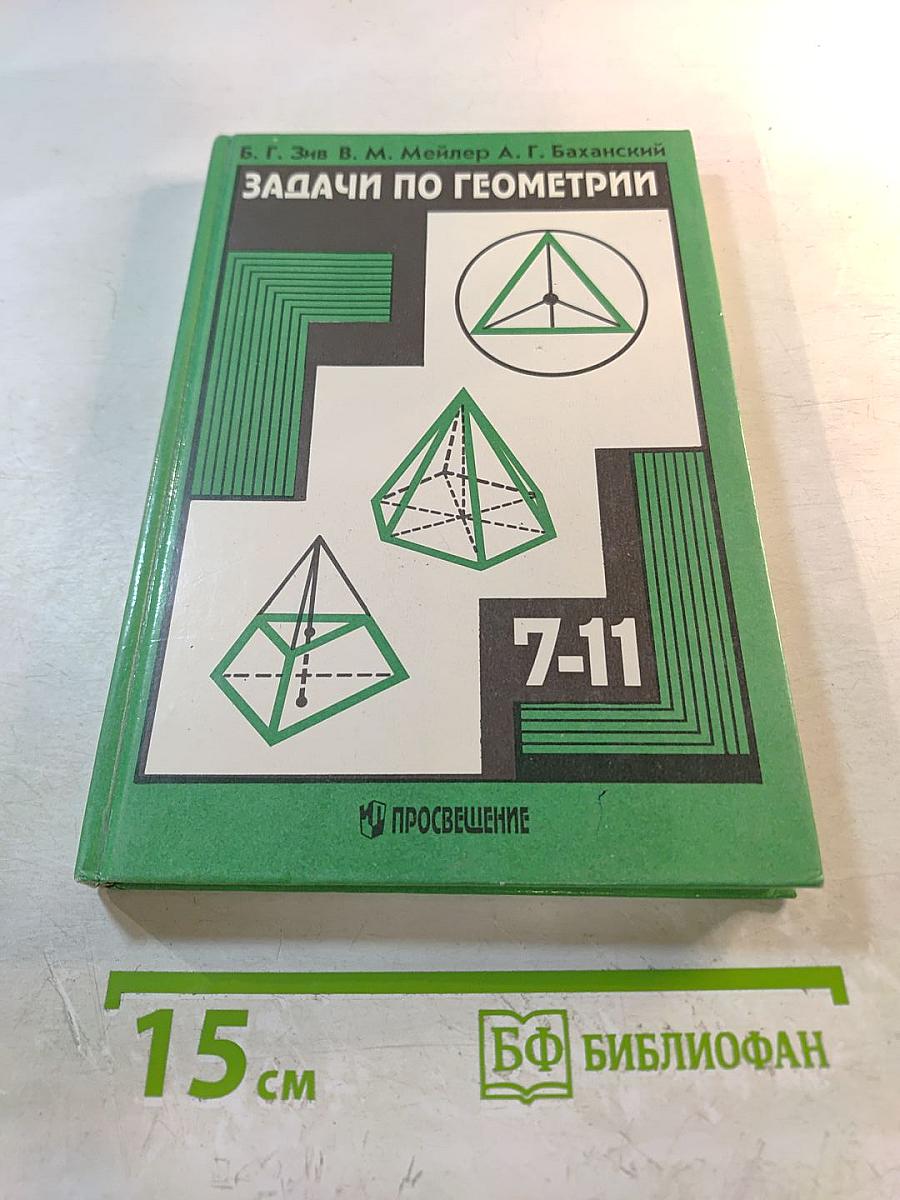 Б. Г. Зив В. М. Мейлер А. Г. Баханский
ЗАДАЧИ ПО ГЕОМЕТРИИ
7-11
ПРОСВЕЩЕНИЕ
15 см
БФ БИБЛИОФАН